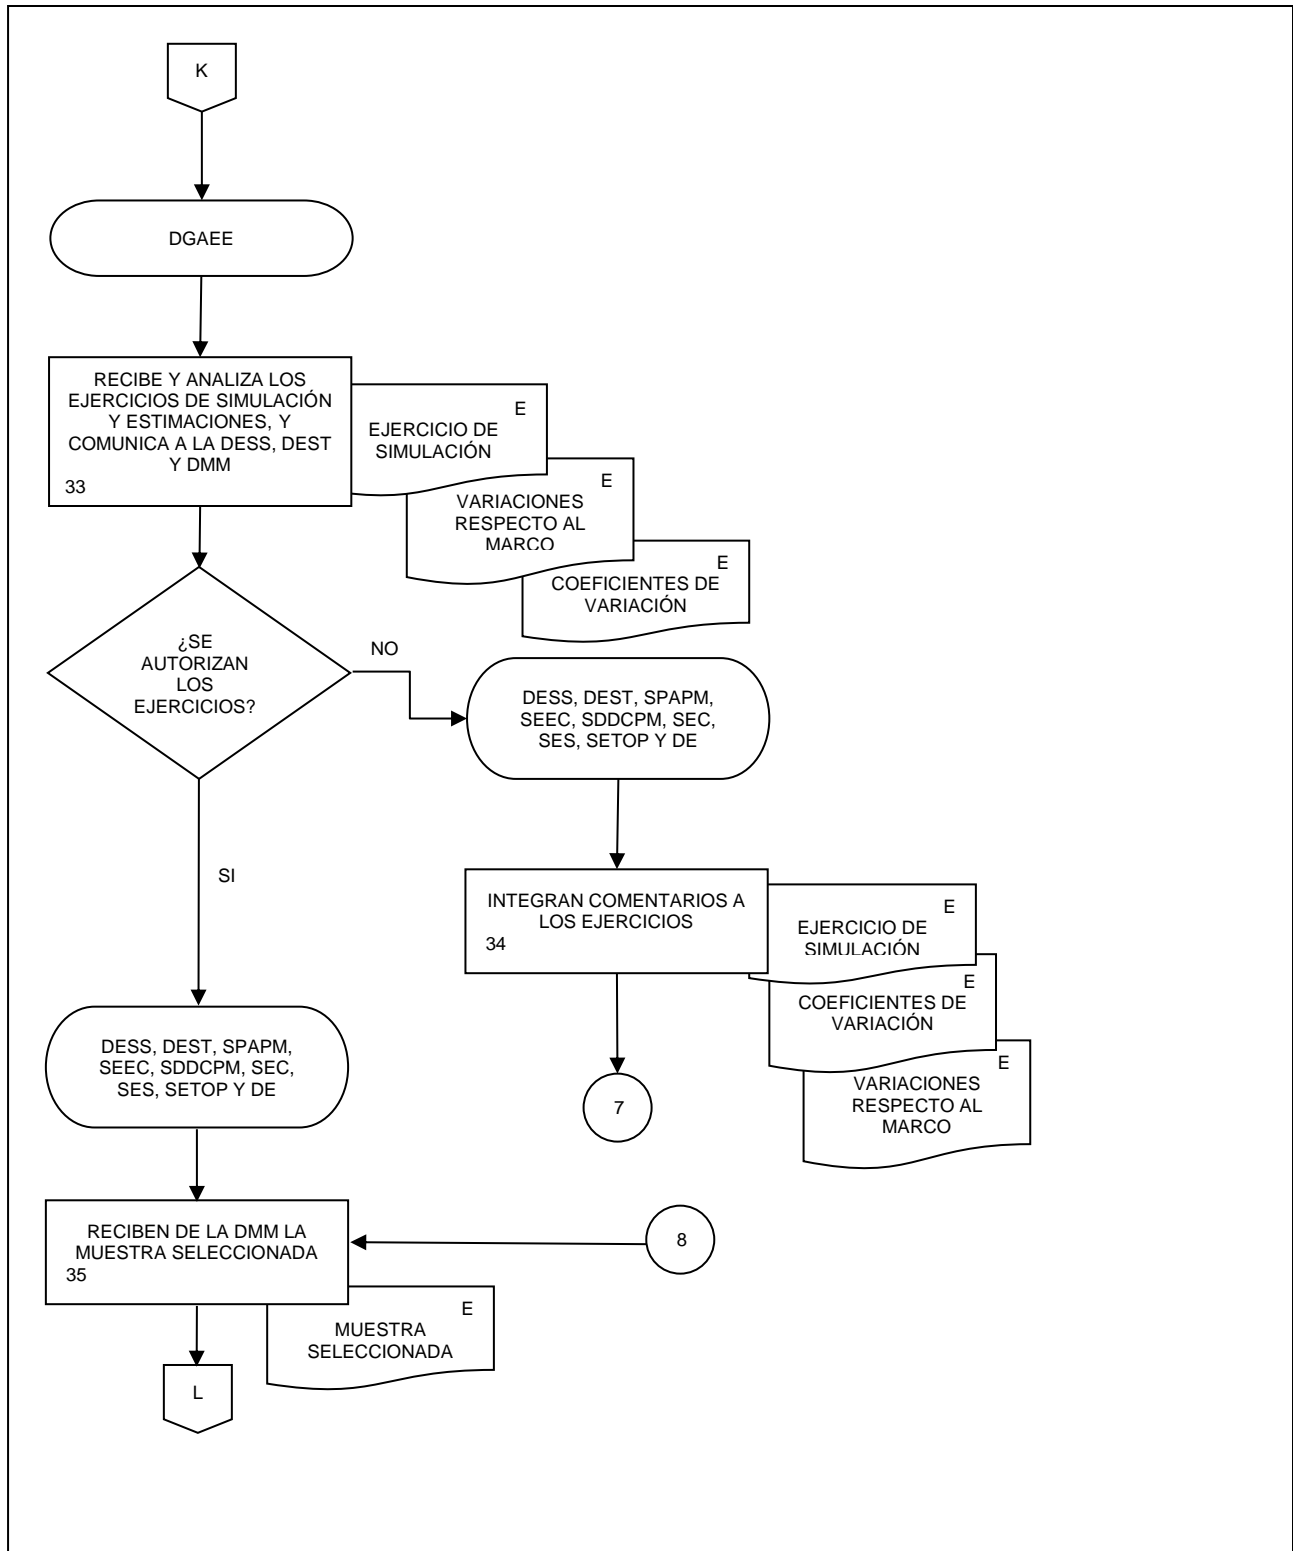 K
DGAEE
RECIBE Y ANALIZA LOS
EJERCICIOS DE SIMULACIÓN
Y ESTIMACIONES, Y
COMUNICA A LA DESS, DEST
Y DMM
33
E
EJERCICIO DE
SIMULACIÓN
E
VARIACIONES
RESPECTO AL
MARCO
E
COEFICIENTES DE
VARIACIÓN
¿SE
AUTORIZAN
LOS
EJERCICIOS?
NO
DESS, DEST, SPAPM,
SEEC, SDDCPM, SEC,
SES, SETOP Y DE
SI
INTEGRAN COMENTARIOS A
LOS EJERCICIOS
34
E
EJERCICIO DE
SIMULACIÓN
E
COEFICIENTES DE
VARIACIÓN
E
VARIACIONES
RESPECTO AL
MARCO
7
DESS, DEST, SPAPM,
SEEC, SDDCPM, SEC,
SES, SETOP Y DE
RECIBEN DE LA DMM LA
MUESTRA SELECCIONADA
35
8
E
MUESTRA
SELECCIONADA
L